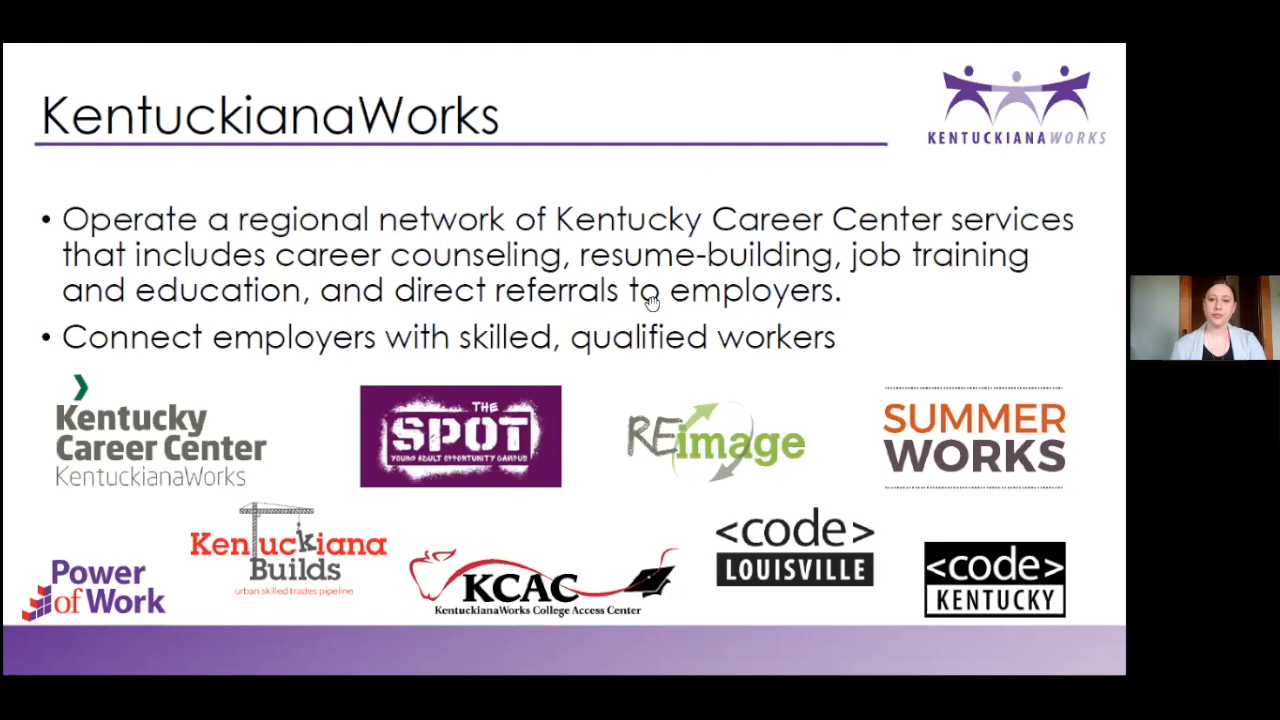 KentuckianaWorks
KENTUCKIANAWORKS
• Operate a regional network of Kentucky Career Center services
that includes career counseling, resume-building, job training
and education, and direct referrals to employers.
• Connect employers with skilled, qualified workers
Kentucky
Career Center
KentuckianaWorks
THE
SPOT
YOUNG ADULT OPPORTUNITY CAMPUS
REimage
SUMMER
WORKS
Power
of Work
Kentuckiana
Builds
urban skilled trades pipeline
KCAC
KentuckianaWorks College Access Center
<code>
LOUISVILLE
<code>
KENTUCKY